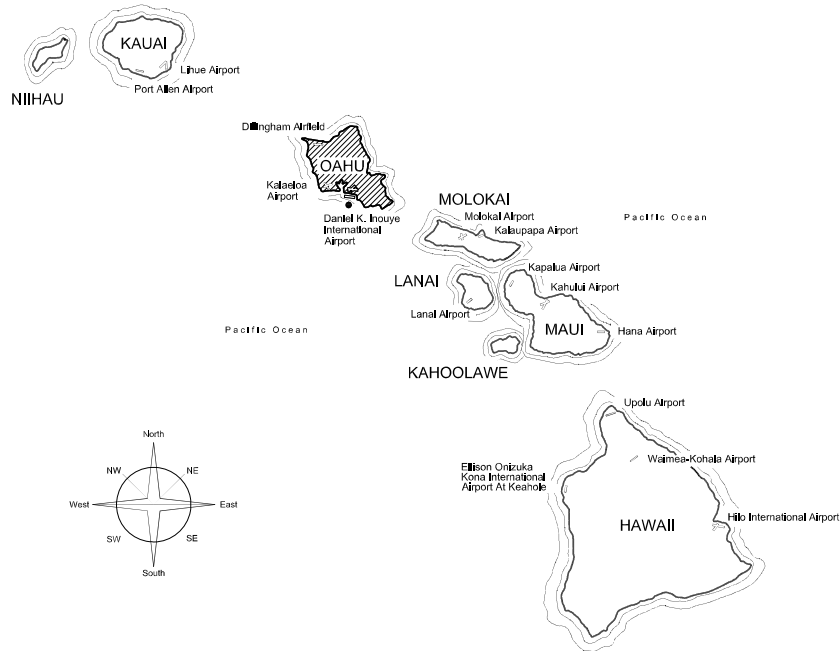 KAUAI
Lihue Airport
Port Allen Airport
NIIHAU
Dillingham Airfield
OAHU
Kalaeloa
Airport
Daniel K. Inouye
International
Airport
MOLOKAI
Molokai Airport
Kalaupapa Airport
Pacific Ocean
Kapalua Airport
LANAI
Kahului Airport
Lanai Airport
Pacific Ocean
MAUI
Hana Airport
KAHOOLAWE
Upolu Airport
Waimea-Kohala Airport
Ellison Onizuka
Kona International
Airport At Keahole
HAWAII
Hilo International Airport
North
NW
NE
West
East
SW
SE
South